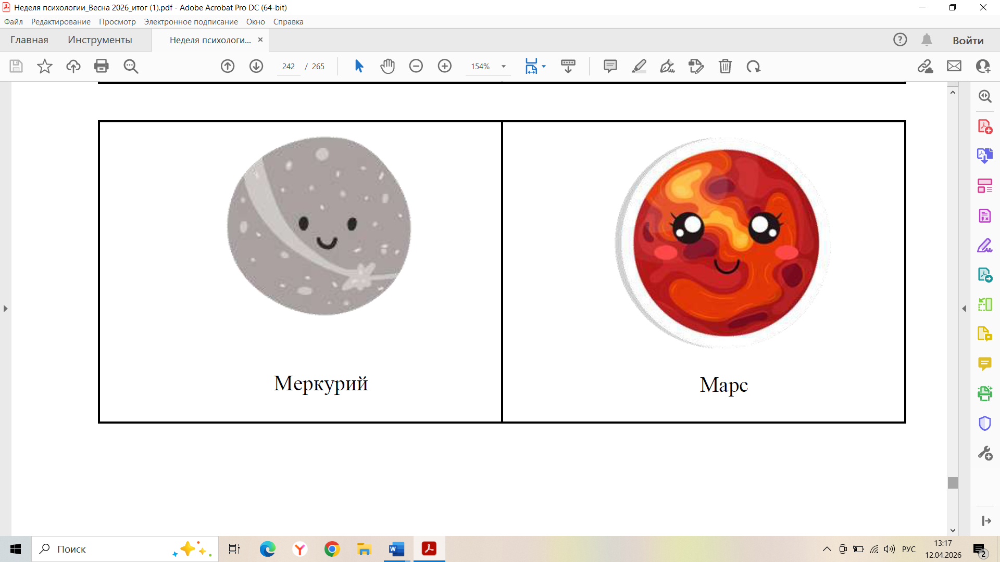 Неделя психологии_Весна 2026_итог (1).pdf - Adobe Acrobat Pro DC (64-bit)
Файл Редактирование Просмотр Электронное подписание Окно Справка
Главная Инструменты Неделя психологи... × Войти
242 / 265 154%
Меркурий Марс
Поиск РУС 13:17
12.04.2026 2